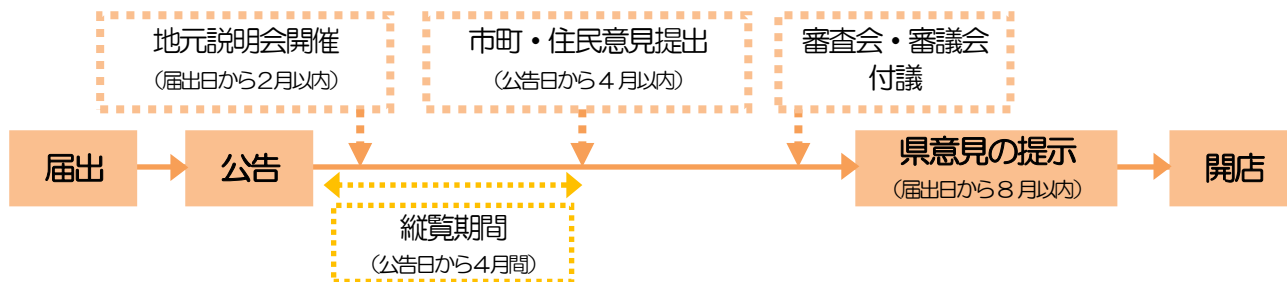 地元説明会開催
（届出日から2月以内）
市町・住民意見提出
（公告日から４月以内）
審査会・審議会
付議
届出
公告
県意見の提示
（届出日から８月以内）
開店
縦覧期間
（公告日から4月間）